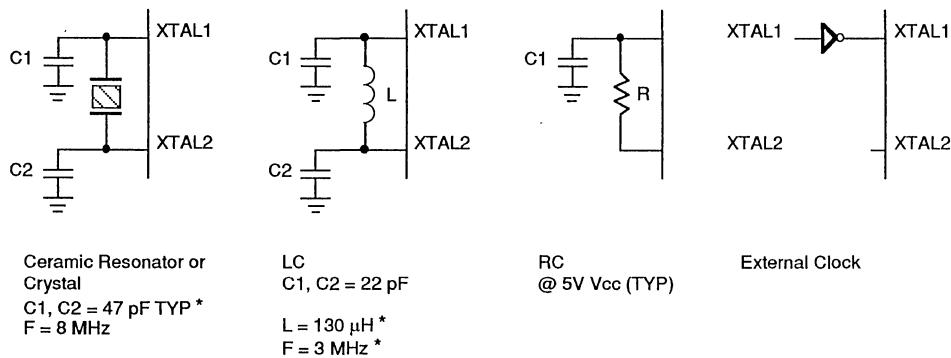 XTAL1
C1
XTAL2
C2
Ceramic Resonator or
Crystal
C1, C2 = 47 pF TYP *
F = 8 MHz
XTAL1
C1
L
XTAL2
C2
LC
C1, C2 = 22 pF
L = 130 μH *
F = 3 MHz *
C1
R
RC
@ 5V Vcc (TYP)
XTAL1
XTAL1
XTAL2
XTAL2
External Clock